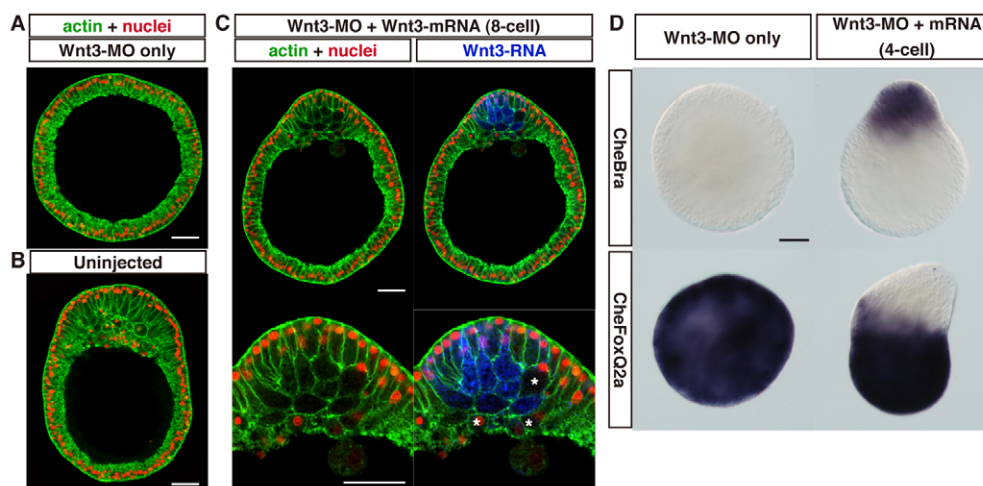 A
actin + nuclei
Wnt3-MO only
B
Uninjected
C
Wnt3-MO + Wnt3-mRNA (8-cell)
actin + nuclei
Wnt3-RNA
*
*
*
D
Wnt3-MO only
Wnt3-MO + mRNA
(4-cell)
CheBra
CheFoxQ2a